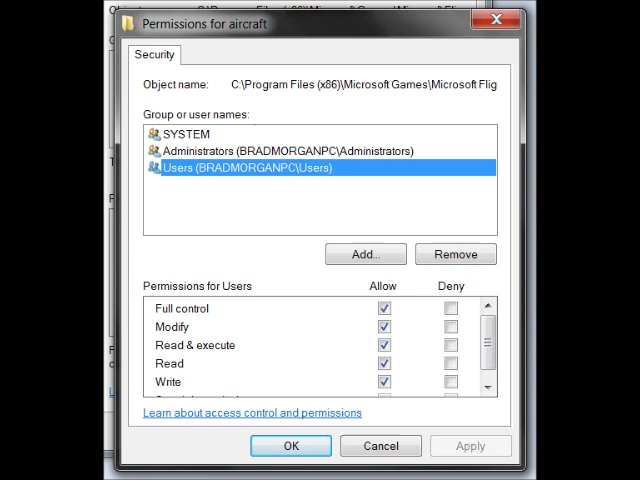 Permissions for aircraft
Security
Object name: C:\Program Files (x86)\Microsoft Games\Microsoft Flig
Group or user names:
SYSTEM
Administrators (BRADMORGANPC\Administrators)
Users (BRADMORGANPC\Users)
Add... Remove
Permissions for Users Allow Deny
Full control
Modify
Read & execute
Read
Write
Learn about access control and permissions
OK Cancel Apply